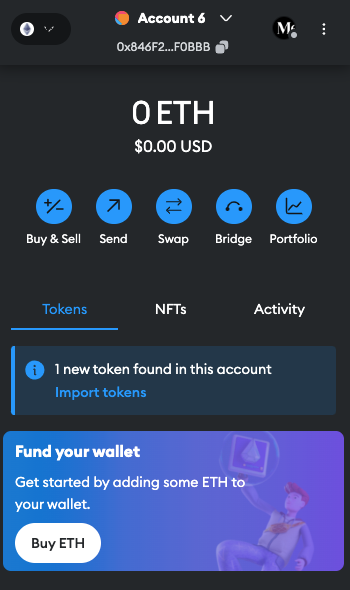 Account 6
0x846F2...F0BBB
0 ETH
$0.00 USD
Buy & Sell
Send
Swap
Bridge
Portfolio
Tokens
NFTs
Activity
1 new token found in this account
Import tokens
Fund your wallet
Get started by adding some ETH to
your wallet.
Buy ETH